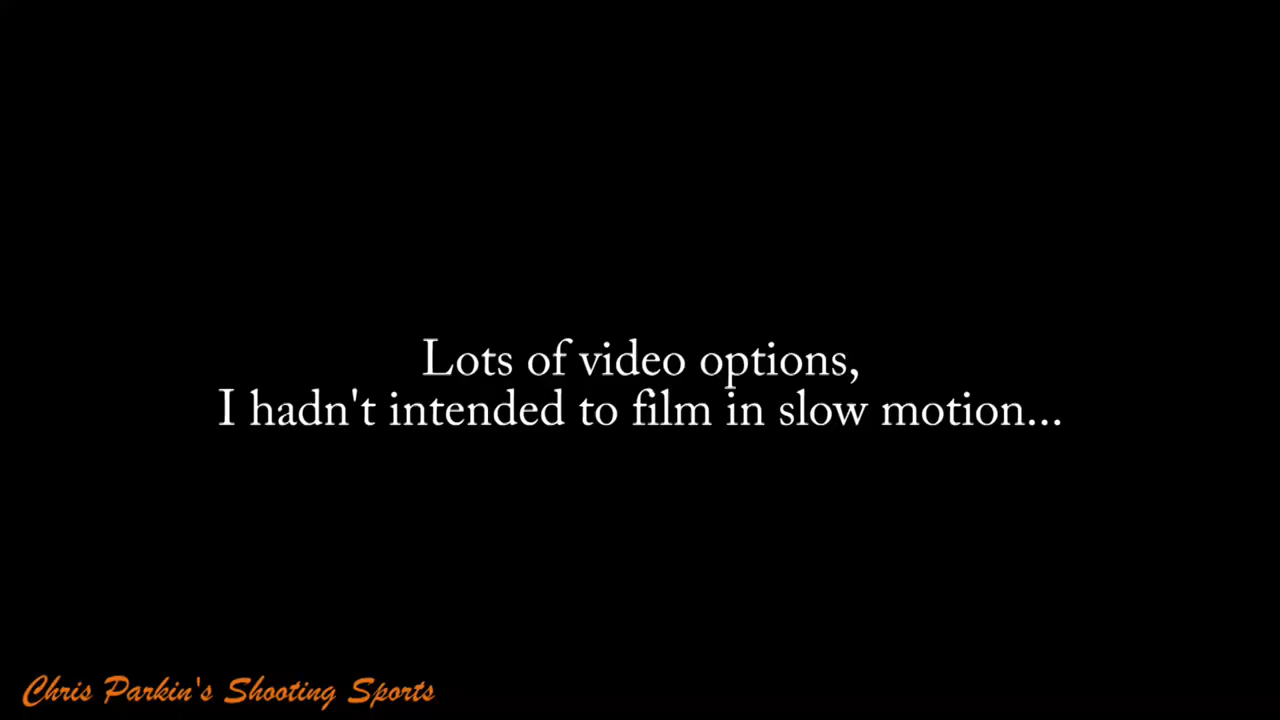 Lots of video options,
I hadn't intended to film in slow motion...
Chris Parkin's Shooting Sports